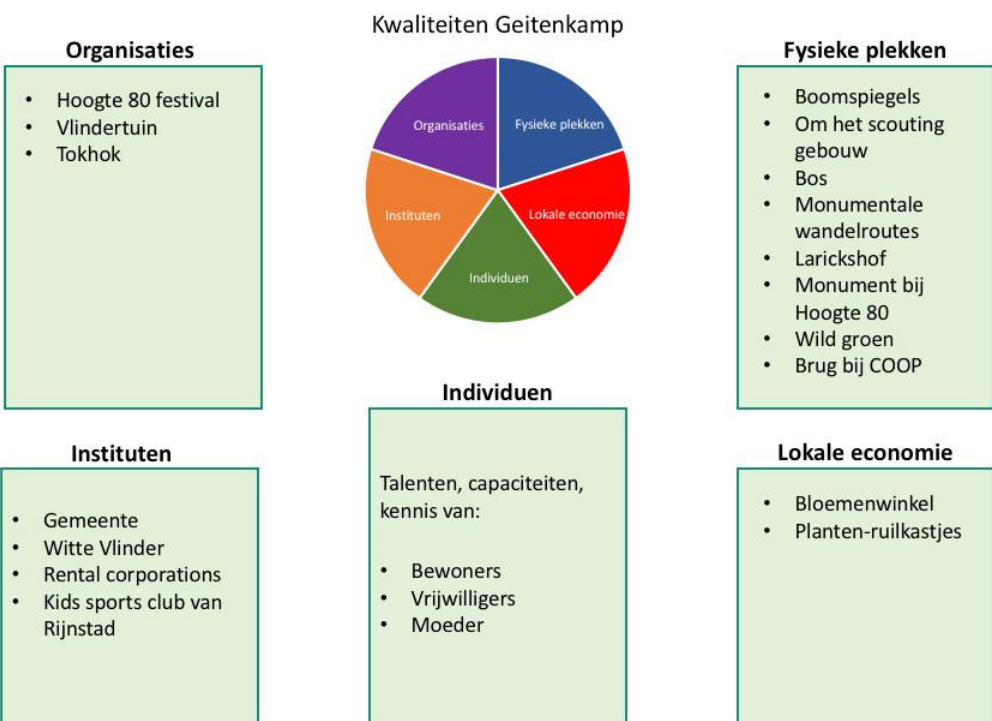 Kwaliteiten Geitenkamp
Organisaties
Fysieke plekken
Instituten
Lokale economie
Individuen
Organisaties
• Hoogte 80 festival
• Vlindertuin
• Tokhok
Fysieke plekken
• Boomspiegels
• Om het scouting
gebouw
• Bos
• Monumentale
wandelroutes
• Larickshof
• Monument bij
Hoogte 80
• Wild groen
• Brug bij COOP
Instituten
• Gemeente
• Witte Vlinder
• Rental corporations
• Kids sports club van
Rijnstad
Individuen
Talenten, capaciteiten,
kennis van:
• Bewoners
• Vrijwilligers
• Moeder
Lokale economie
• Bloemenwinkel
• Planten-ruilkastjes